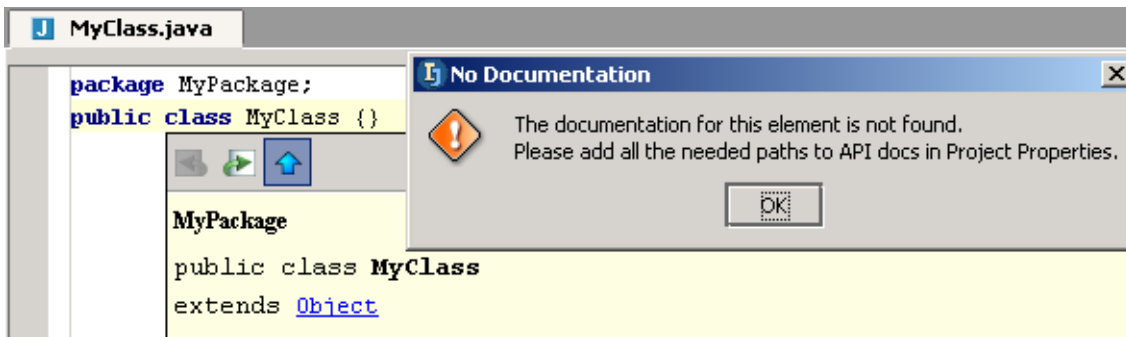 MyClass.java
package MyPackage;
public class MyClass {}
No Documentation
The documentation for this element is not found.
Please add all the needed paths to API docs in Project Properties.
OK
MyPackage
public class MyClass
extends Object